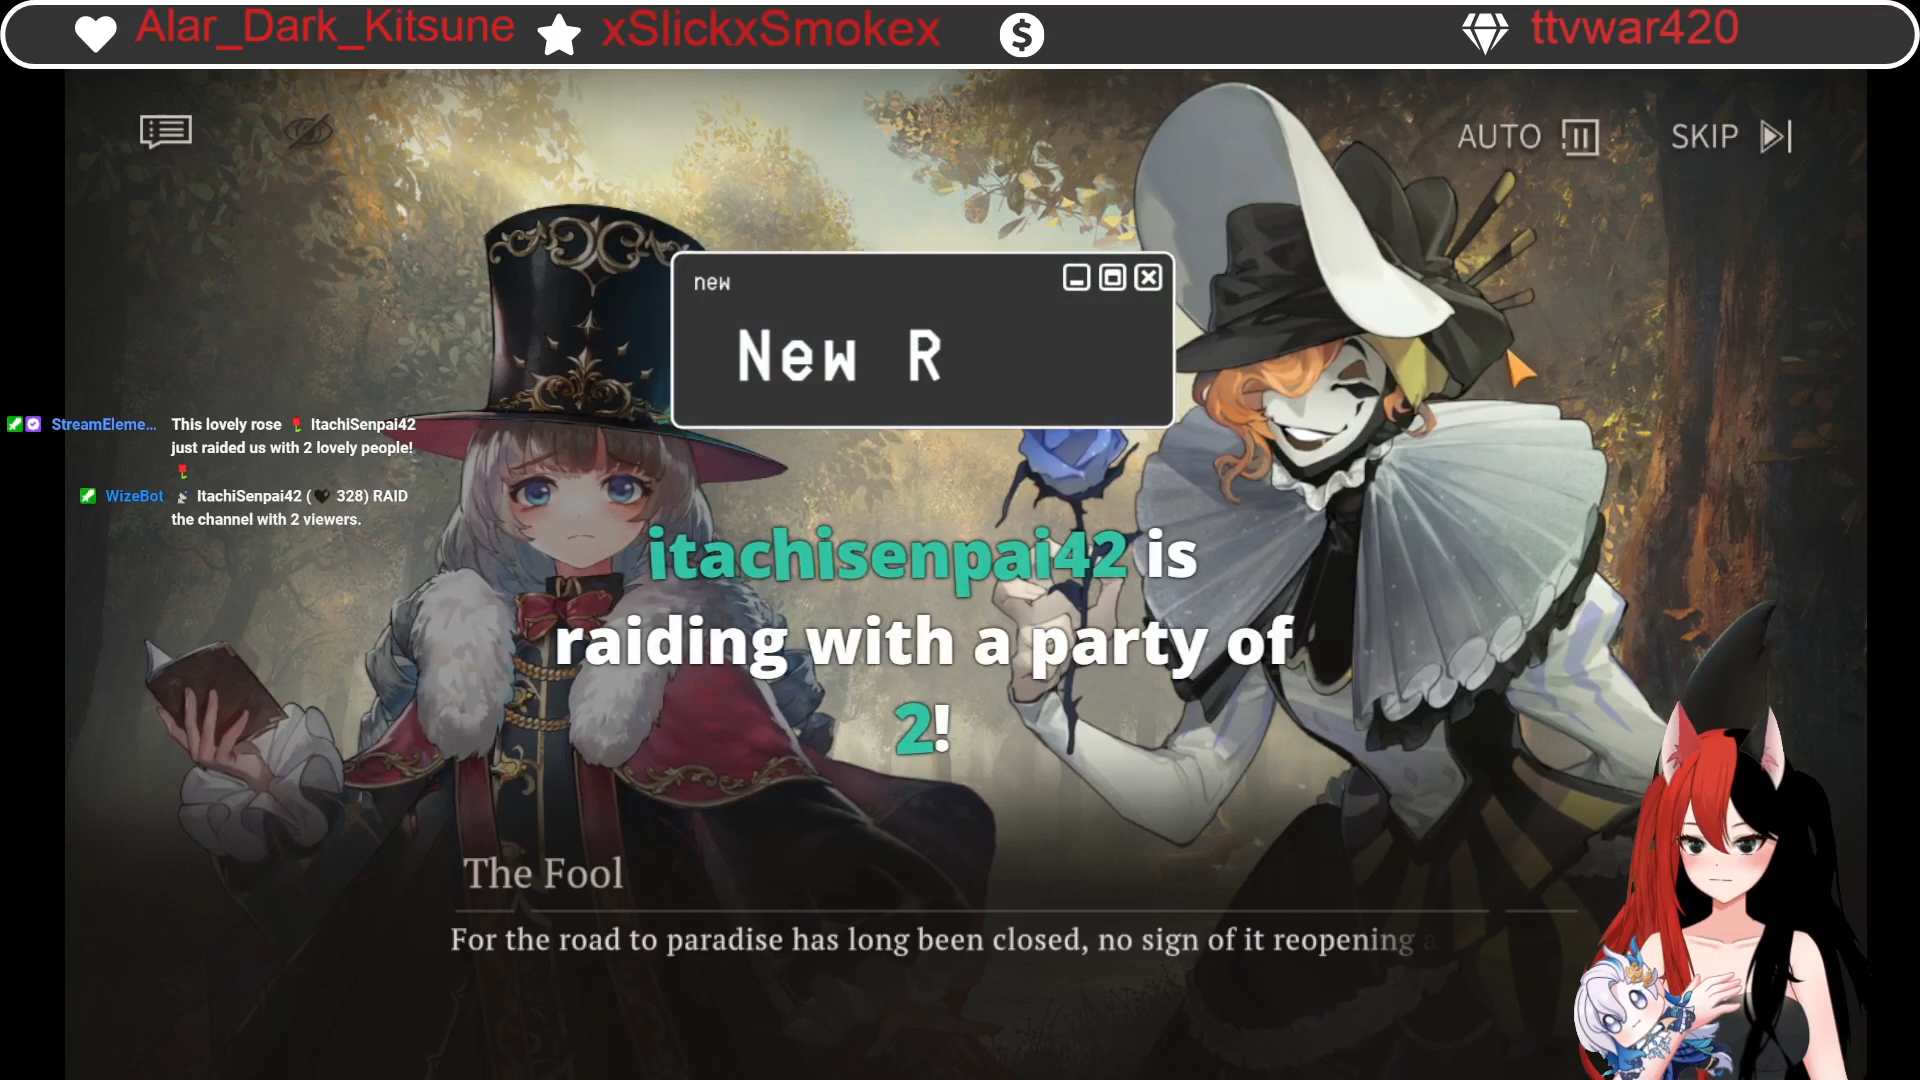 Alar_Dark_Kitsune
xSlickxSmokex
ttvwar420
AUTO
SKIP
new
New R
StreamEleme... This lovely rose ItachiSenpai42
just raided us with 2 lovely people!
WizeBot ItachiSenpai42 ( 328) RAID
the channel with 2 viewers.
itachisenpai42 is
raiding with a party of
2!
The Fool
For the road to paradise has long been closed, no sign of it reopening a